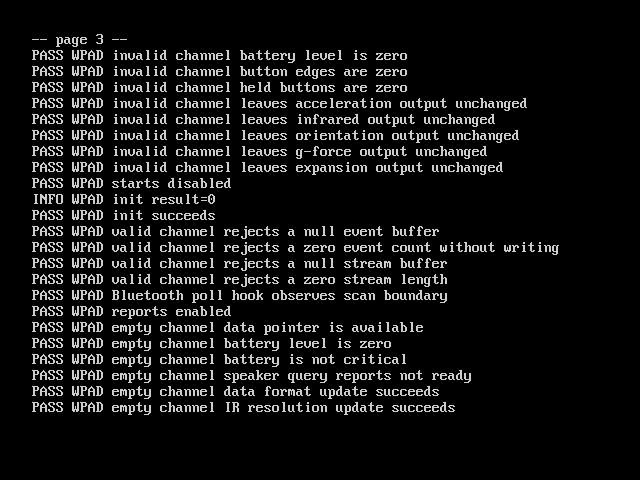 -- page 3 --
PASS WPAD invalid channel battery level is zero
PASS WPAD invalid channel button edges are zero
PASS WPAD invalid channel held buttons are zero
PASS WPAD invalid channel leaves acceleration output unchanged
PASS WPAD invalid channel leaves infrared output unchanged
PASS WPAD invalid channel leaves orientation output unchanged
PASS WPAD invalid channel leaves g-force output unchanged
PASS WPAD invalid channel leaves expansion output unchanged
PASS WPAD starts disabled
INFO WPAD init result=0
PASS WPAD init succeeds
PASS WPAD valid channel rejects a null event buffer
PASS WPAD valid channel rejects a zero event count without writing
PASS WPAD valid channel rejects a null stream buffer
PASS WPAD valid channel rejects a zero stream length
PASS WPAD Bluetooth poll hook observes scan boundary
PASS WPAD reports enabled
PASS WPAD empty channel data pointer is available
PASS WPAD empty channel battery level is zero
PASS WPAD empty channel battery is not critical
PASS WPAD empty channel speaker query reports not ready
PASS WPAD empty channel data format update succeeds
PASS WPAD empty channel IR resolution update succeeds